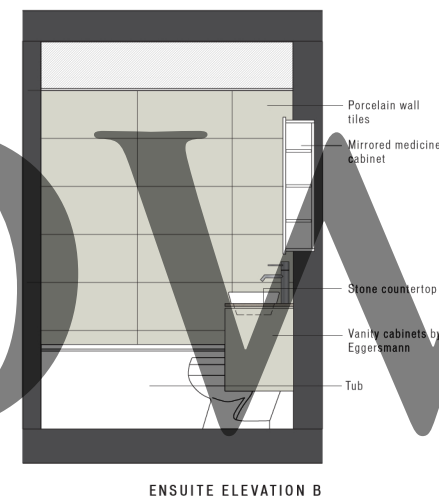 Porcelain wall
tiles
Mirrored medicine
cabinet
Stone countertop
Vanity cabinets by
Eggersmann
Tub
ENSUITE ELEVATION B